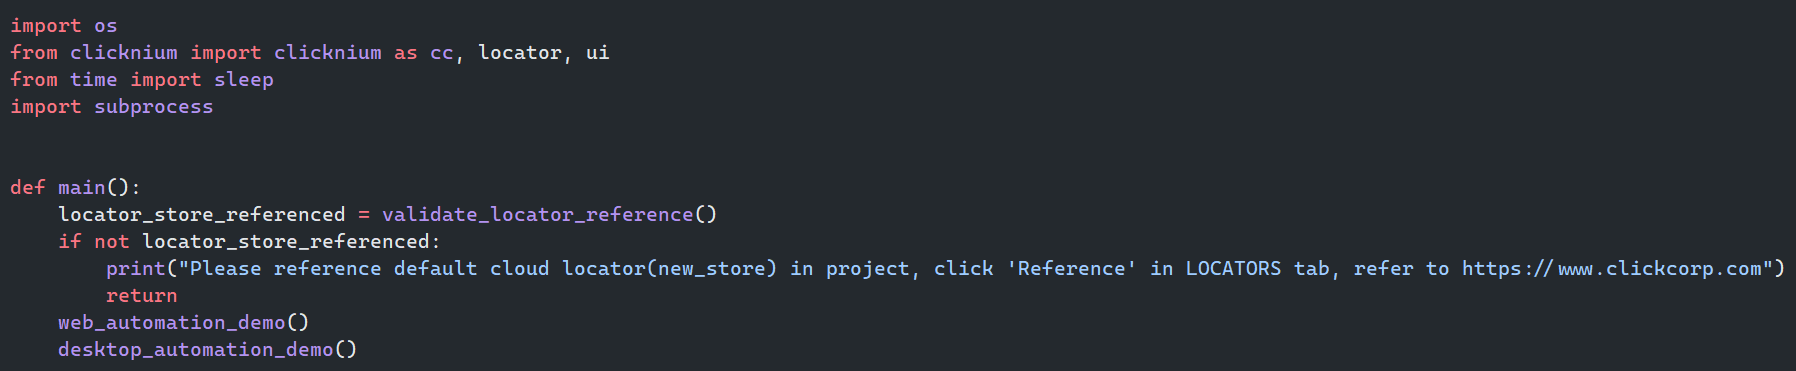 import os
from clicknium import clicknium as cc, locator, ui
from time import sleep
import subprocess


def main():
    locator_store_referenced = validate_locator_reference()
    if not locator_store_referenced:
        print("Please reference default cloud locator(new_store) in project, click 'Reference' in LOCATORS tab, refer to https://www.clickcorp.com")
        return
    web_automation_demo()
    desktop_automation_demo()